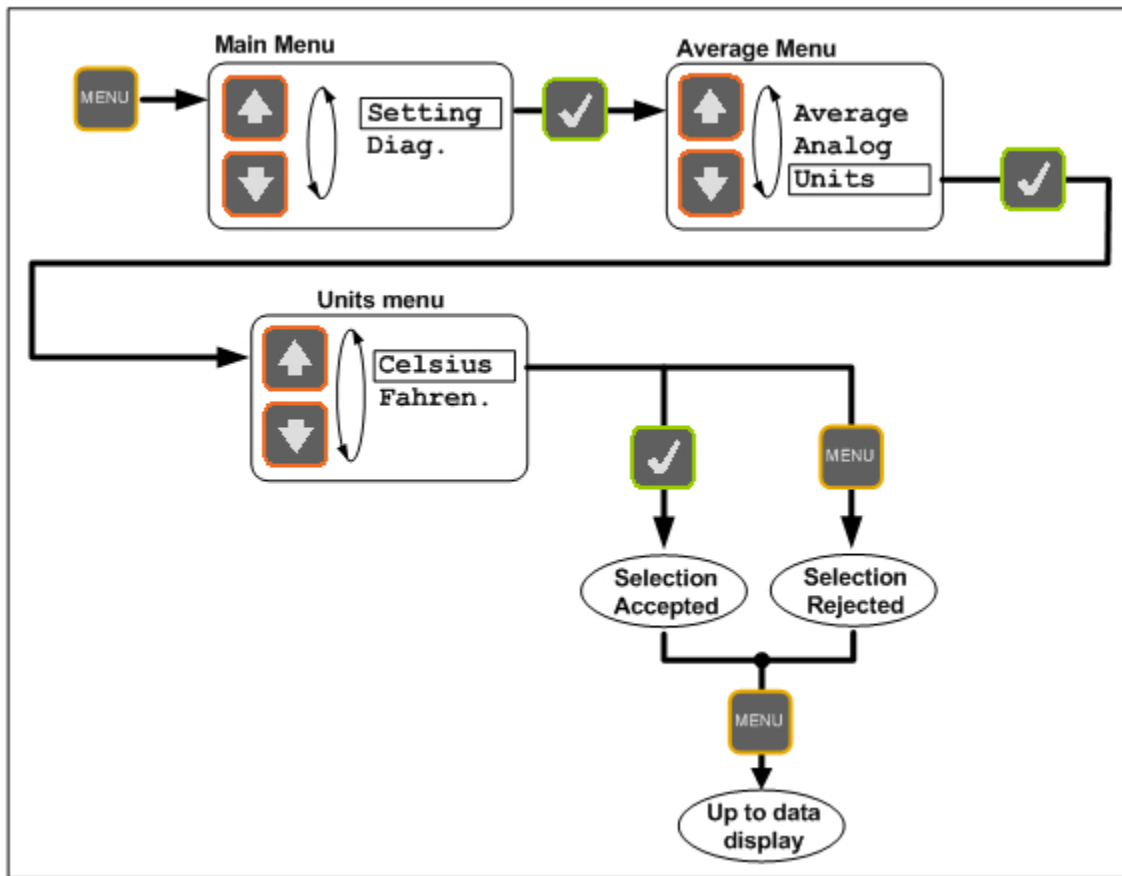 Main Menu
Average Menu
MENU
Setting
Diag.
Average
Analog
Units
Units menu
Celsius
Fahren.
MENU
Selection
Accepted
Selection
Rejected
MENU
Up to data
display